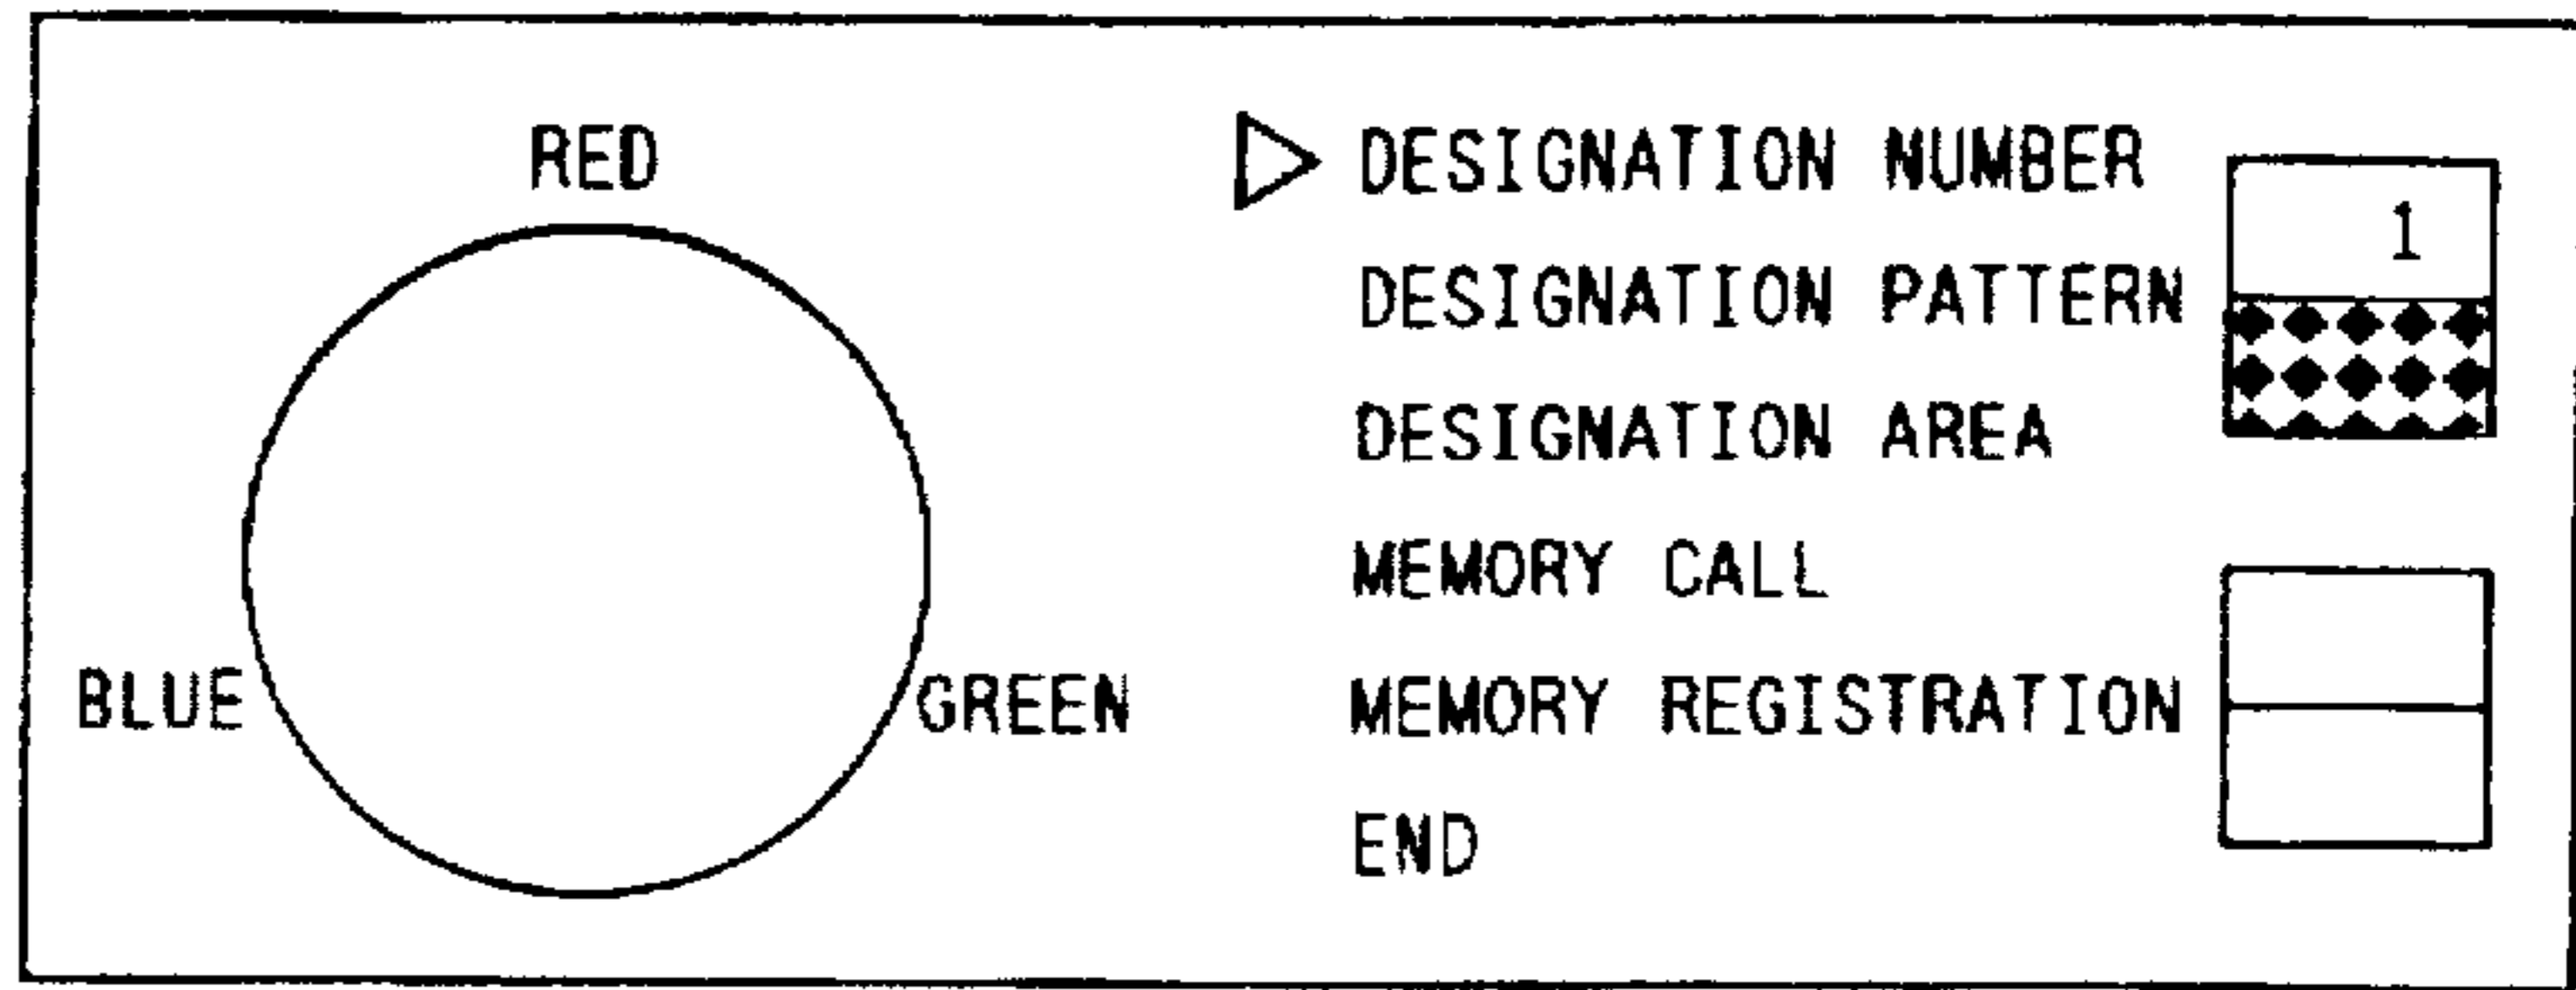 RED
BLUE
GREEN
DESIGNATION NUMBER
1
DESIGNATION PATTERN
DESIGNATION AREA
MEMORY CALL
MEMORY REGISTRATION
END